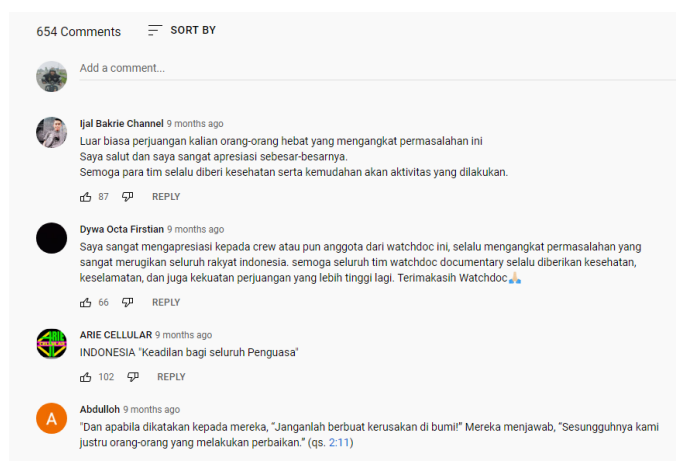 654 Comments SORT BY
Add a comment...
Ijal Bakrie Channel 9 months ago
Luar biasa perjuangan kalian orang-orang hebat yang mengangkat permasalahan ini
Saya salut dan saya sangat apresiasi sebesar-besarnya.
Semoga para tim selalu diberi kesehatan serta kemudahan akan aktivitas yang dilakukan.
87 REPLY
Dywa Octa Firstian 9 months ago
Saya sangat mengapresiasi kepada crew atau pun anggota dari watchdoc ini, selalu mengangkat permasalahan yang
sangat merugikan seluruh rakyat indonesia. semoga seluruh tim watchdoc documentary selalu diberikan kesehatan,
keselamatan, dan juga kekuatan perjuangan yang lebih tinggi lagi. Terimakasih Watchdoc🙏🏻
66 REPLY
ARIE CELLULAR 9 months ago
INDONESIA "Keadilan bagi seluruh Penguasa"
102 REPLY
Abdulloh 9 months ago
A
"Dan apabila dikatakan kepada mereka, “Janganlah berbuat kerusakan di bumi!” Mereka menjawab, “Sesungguhnya kami
justru orang-orang yang melakukan perbaikan.” (qs. 2:11)